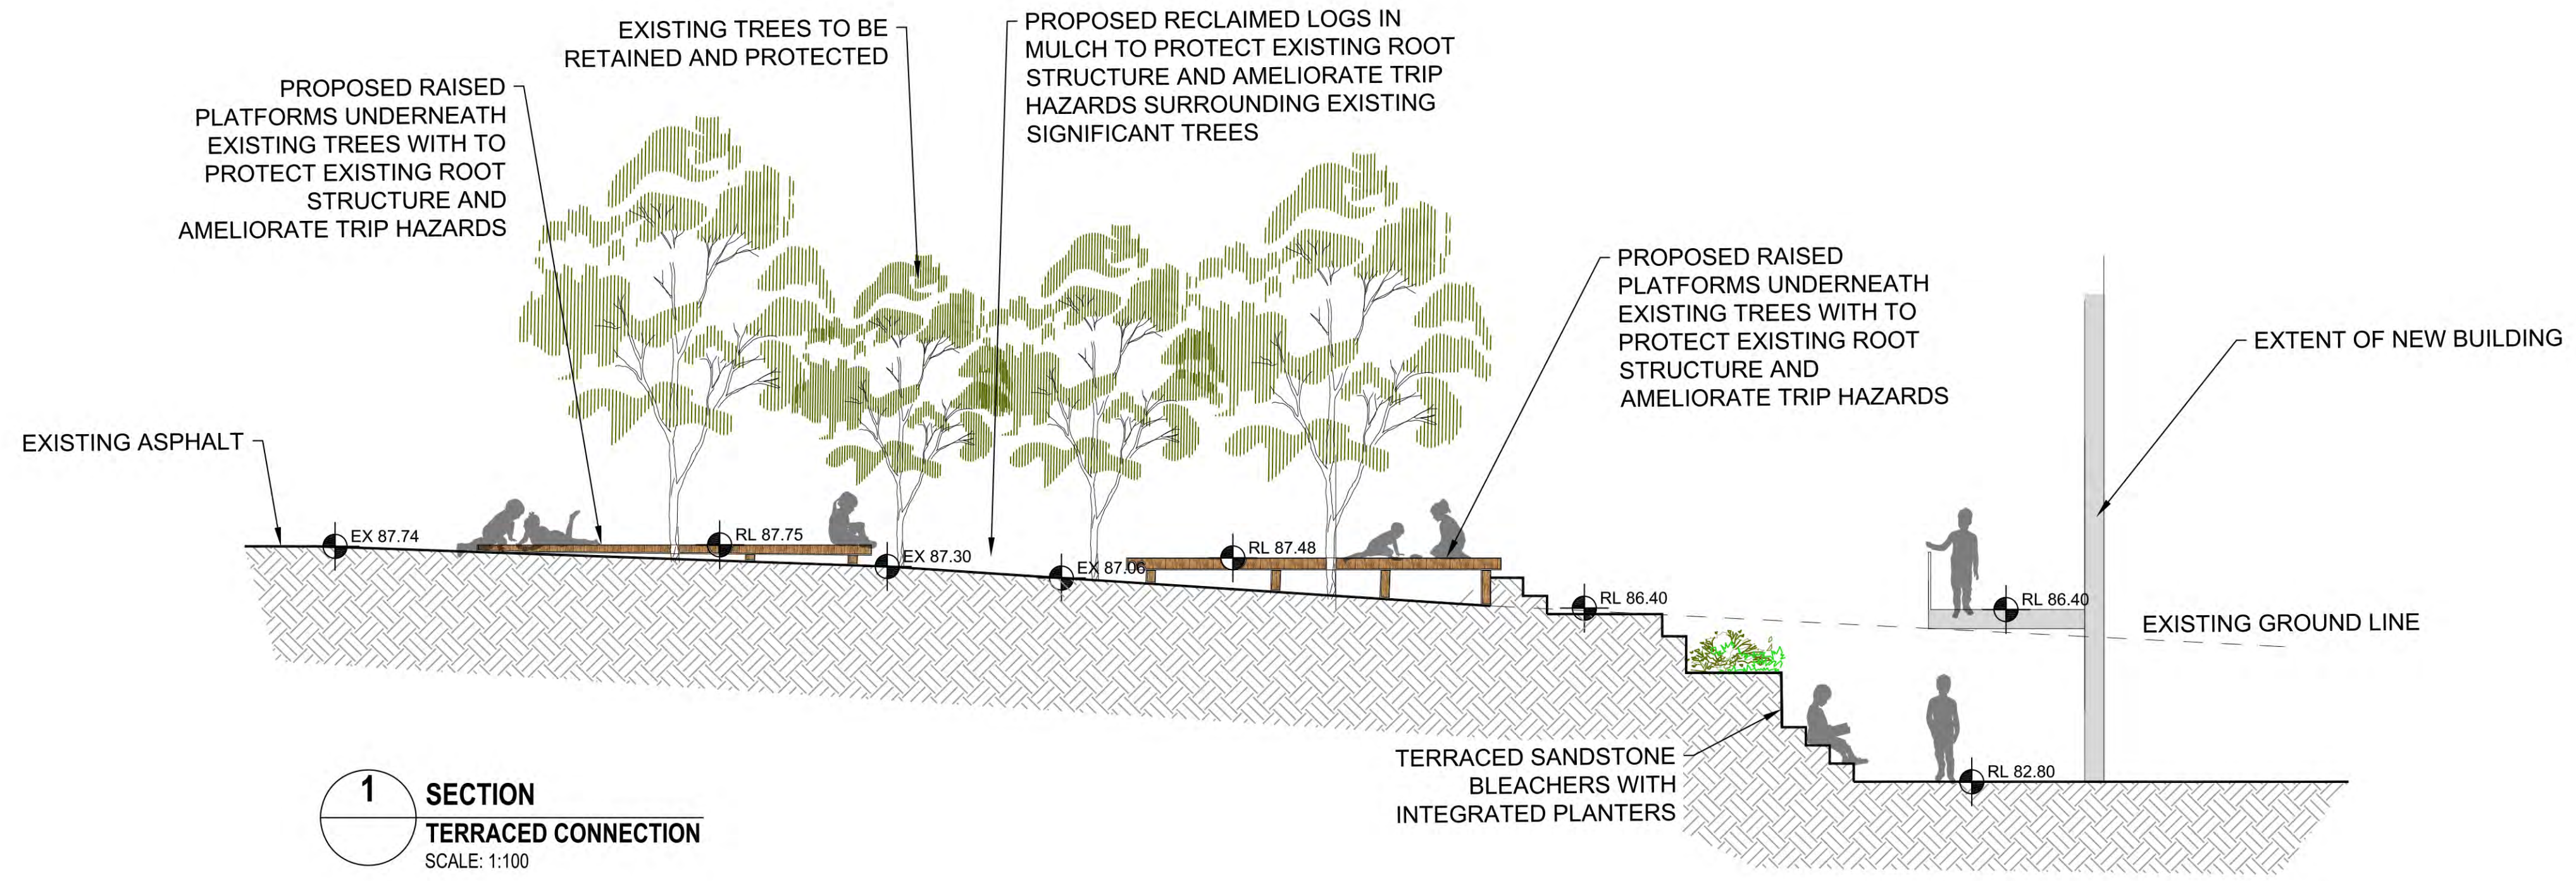 EXISTING TREES TO BE
RETAINED AND PROTECTED
PROPOSED RECLAIMED LOGS IN
MULCH TO PROTECT EXISTING ROOT
STRUCTURE AND AMELIORATE TRIP
HAZARDS SURROUNDING EXISTING
SIGNIFICANT TREES
PROPOSED RAISED
PLATFORMS UNDERNEATH
EXISTING TREES WITH TO
PROTECT EXISTING ROOT
STRUCTURE AND
AMELIORATE TRIP HAZARDS
PROPOSED RAISED
PLATFORMS UNDERNEATH
EXISTING TREES WITH TO
PROTECT EXISTING ROOT
STRUCTURE AND
AMELIORATE TRIP HAZARDS
EXTENT OF NEW BUILDING
EXISTING ASPHALT
EX 87.74
RL 87.75
EX 87.30
EX 87.06
RL 87.48
RL 86.40
RL 86.40
EXISTING GROUND LINE
TERRACED SANDSTONE
BLEACHERS WITH
INTEGRATED PLANTERS
RL 82.80
1
SECTION
TERRACED CONNECTION
SCALE: 1:100